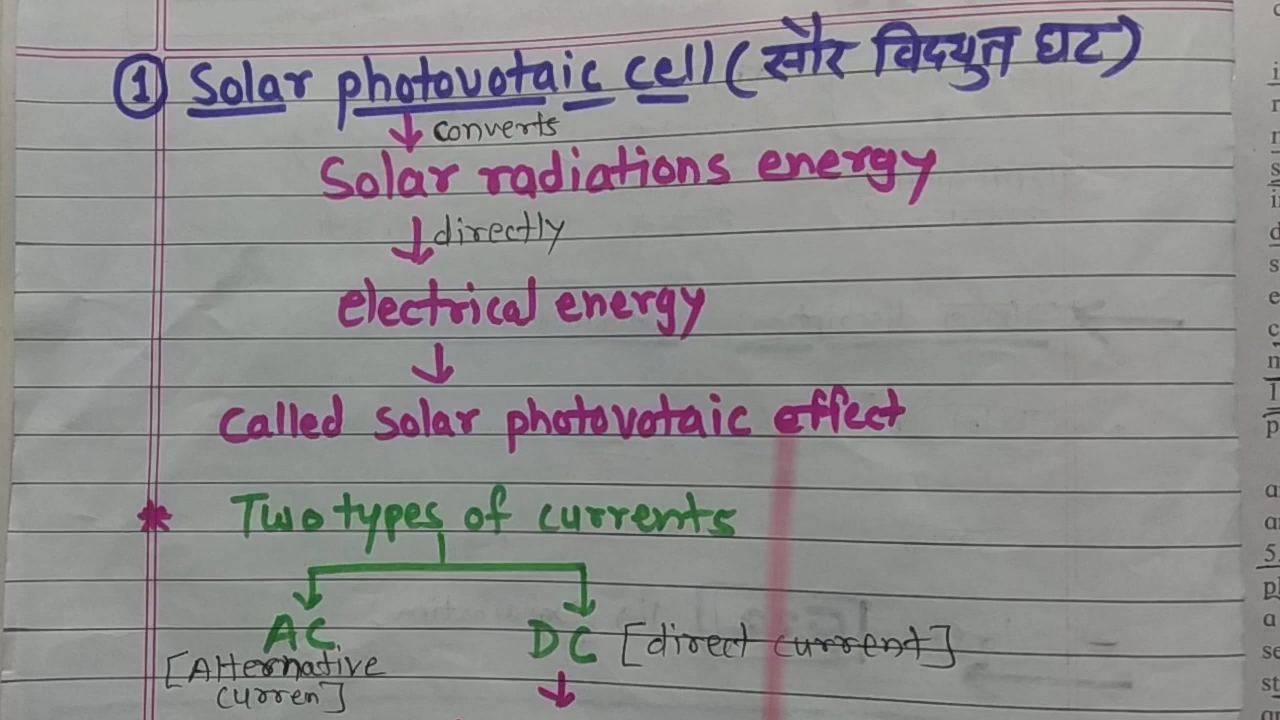 ① Solar photovotaic cell (सौर विदयुत घट)
converts
Solar radiations energy
directly
electrical energy
called solar photovotaic effect
* Two types of currents
AC. DC [direct current]
[Alternative
curren]